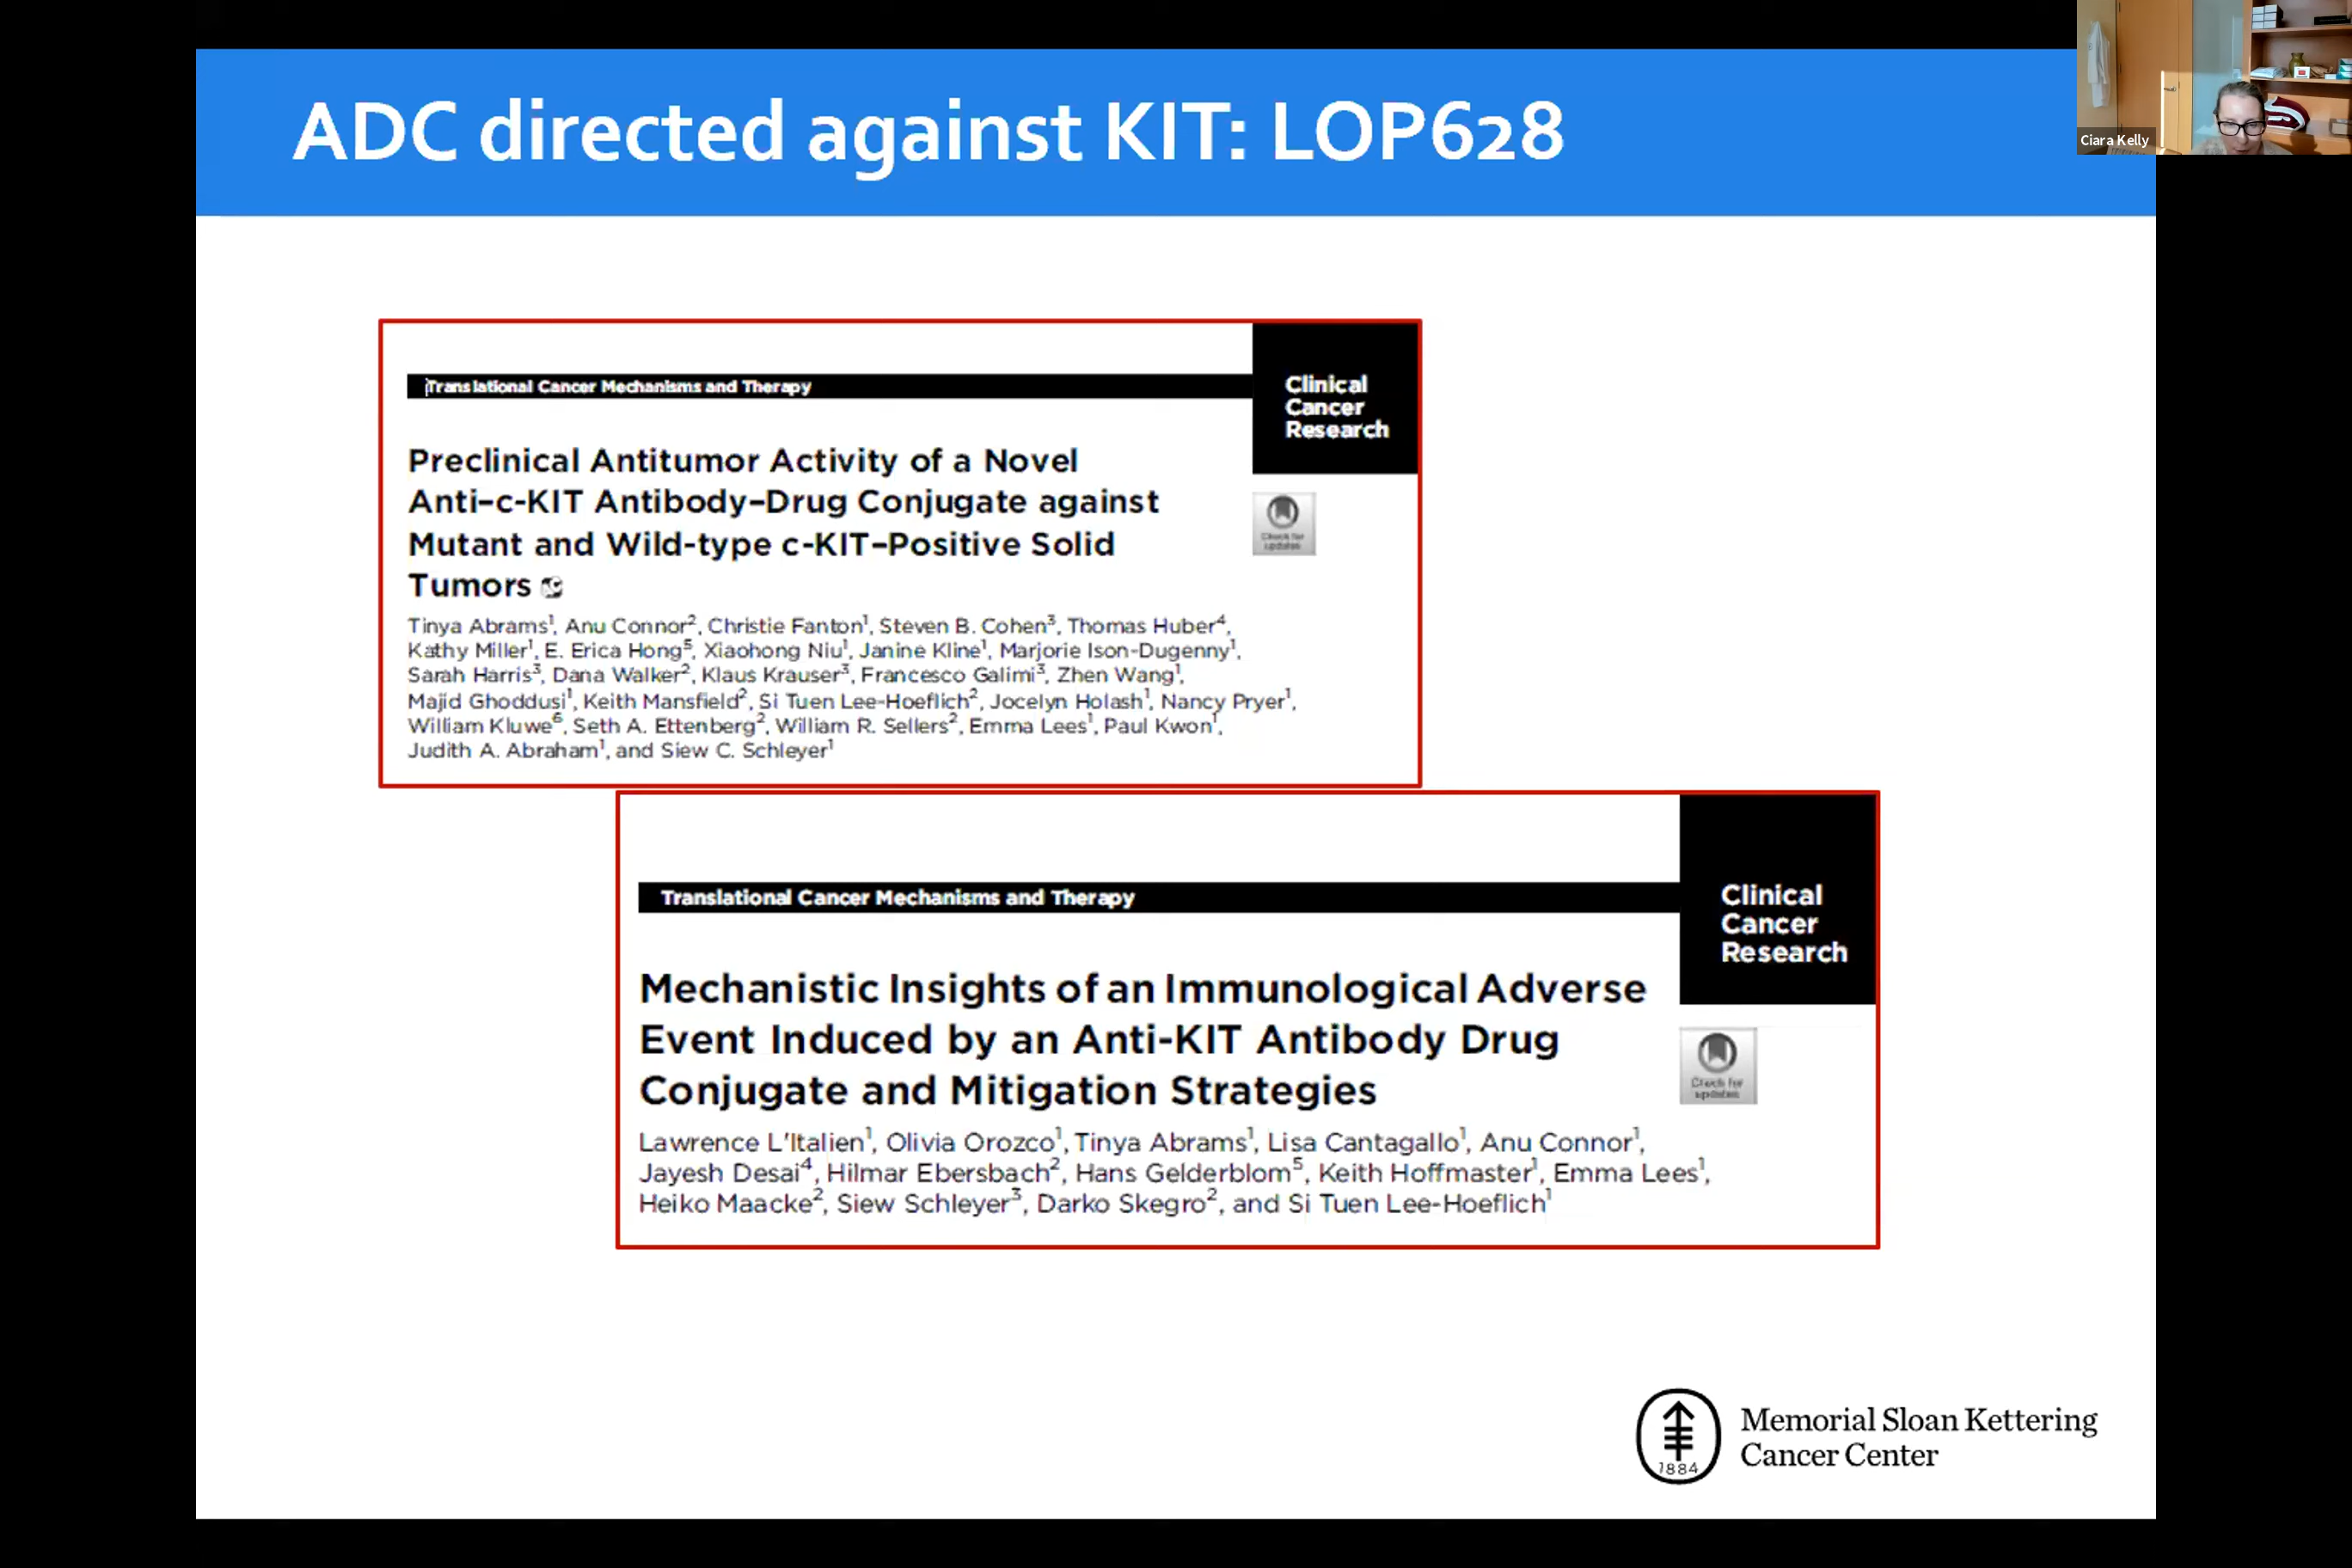 ADC directed against KIT: LOP628
Ciara Kelly
Translational Cancer Mechanisms and Therapy
Clinical
Cancer
Research
Preclinical Antitumor Activity of a Novel
Anti–c-KIT Antibody–Drug Conjugate against
Mutant and Wild-type c-KIT–Positive Solid
Tumors
Check for
updates
Tinya Abrams1, Anu Connor2, Christie Fanton1, Steven B. Cohen3, Thomas Huber4,
Kathy Miller1, E. Erica Hong5, Xiaohong Niu1, Janine Kline1, Marjorie Ison-Dugenny1,
Sarah Harris3, Dana Walker2, Klaus Krauser3, Francesco Galimi3, Zhen Wang1,
Majid Ghoddusi1, Keith Mansfield2, Si Tuen Lee-Hoeflich2, Jocelyn Holash1, Nancy Pryer1,
William Kluwe6, Seth A. Ettenberg2, William R. Sellers2, Emma Lees1, Paul Kwon1,
Judith A. Abraham1, and Siew C. Schleyer1
Translational Cancer Mechanisms and Therapy
Clinical
Cancer
Research
Mechanistic Insights of an Immunological Adverse
Event Induced by an Anti-KIT Antibody Drug
Conjugate and Mitigation Strategies
Check for
updates
Lawrence L'Italien1, Olivia Orozco1, Tinya Abrams1, Lisa Cantagallo1, Anu Connor1,
Jayesh Desai4, Hilmar Ebersbach2, Hans Gelderblom5, Keith Hoffmaster1, Emma Lees1,
Heiko Maacke2, Siew Schleyer3, Darko Skegro2, and Si Tuen Lee-Hoeflich1
1884
Memorial Sloan Kettering
Cancer Center